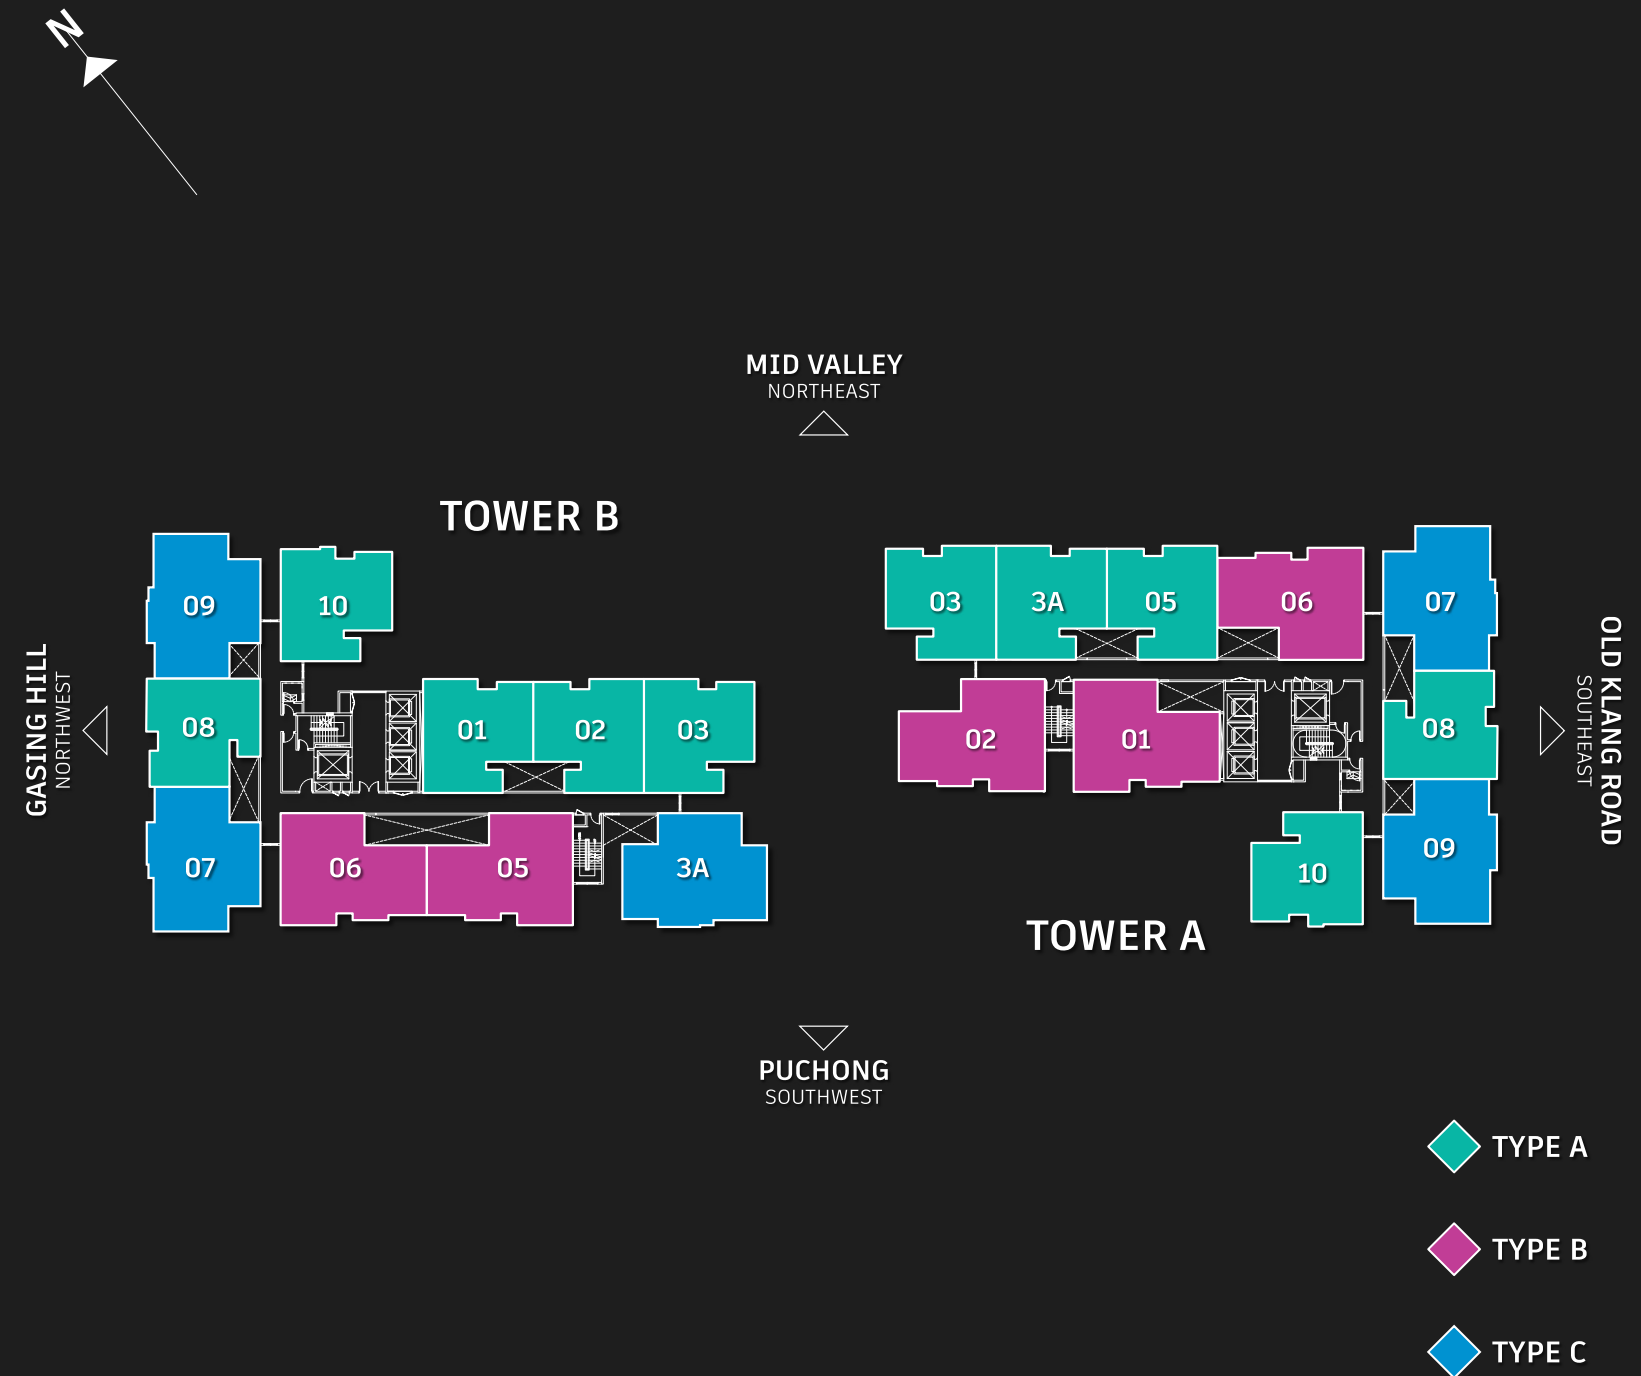 N
MID VALLEY
NORTHEAST
TOWER B
09
10
08
01
02
03
07
06
05
3A
03
3A
05
06
07
02
01
08
10
09
TOWER A
GASING HILL
NORTHWEST
OLD KLANG ROAD
SOUTHEAST
PUCHONG
SOUTHWEST
TYPE A
TYPE B
TYPE C